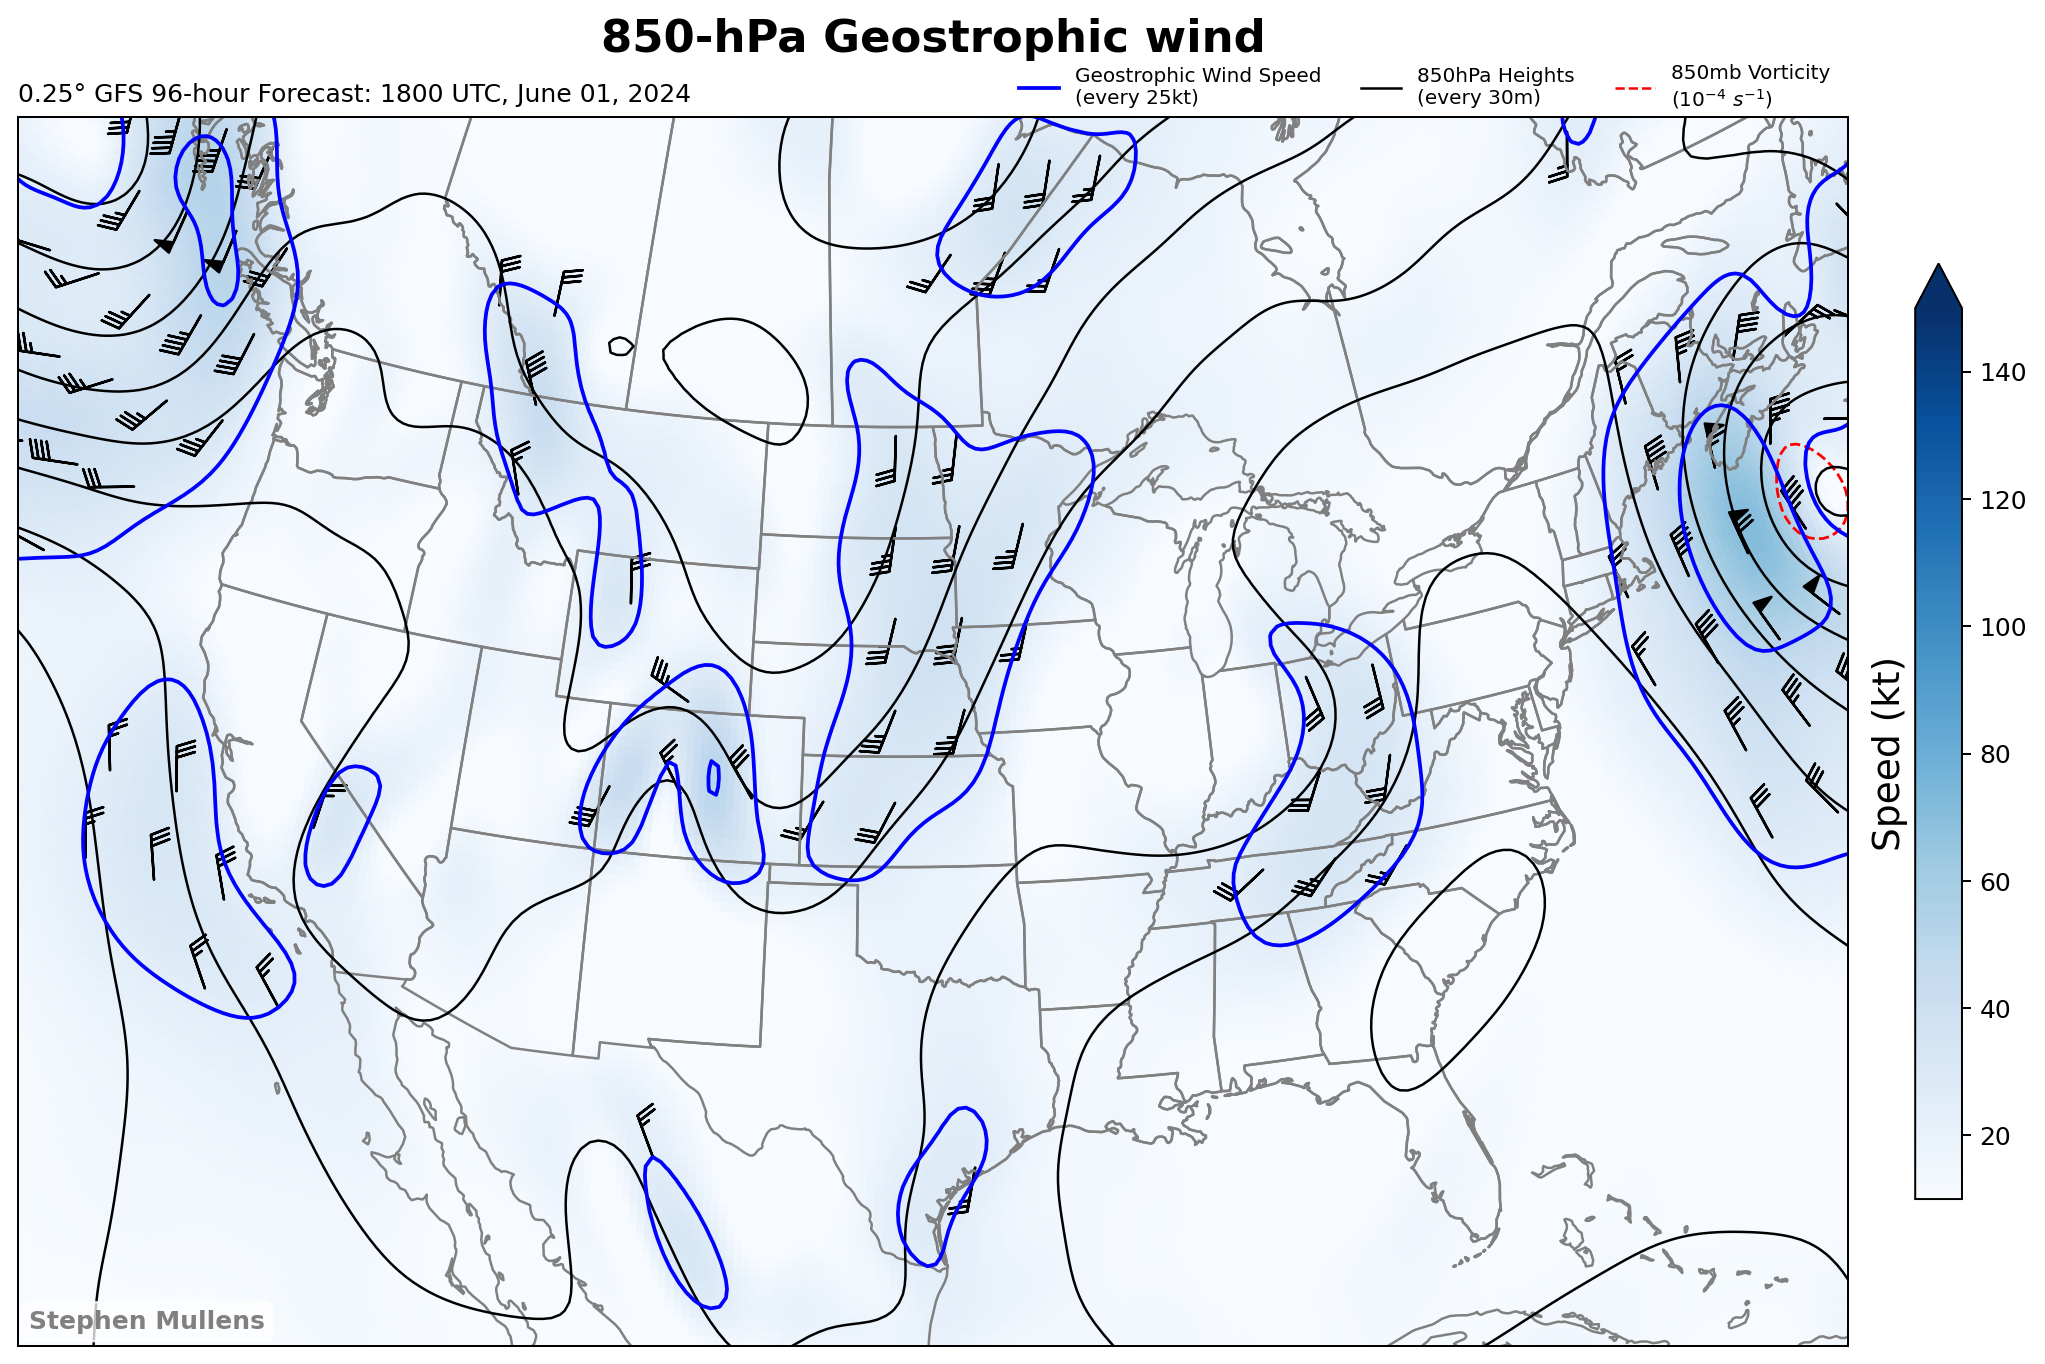 850-hPa Geostrophic wind
0.25° GFS 96-hour Forecast: 1800 UTC, June 01, 2024
Geostrophic Wind Speed
(every 25kt)
850hPa Heights
(every 30m)
850mb Vorticity
(10⁻⁴ s⁻¹)
140
120
100
80
60
40
20
Speed (kt)
Stephen Mullens